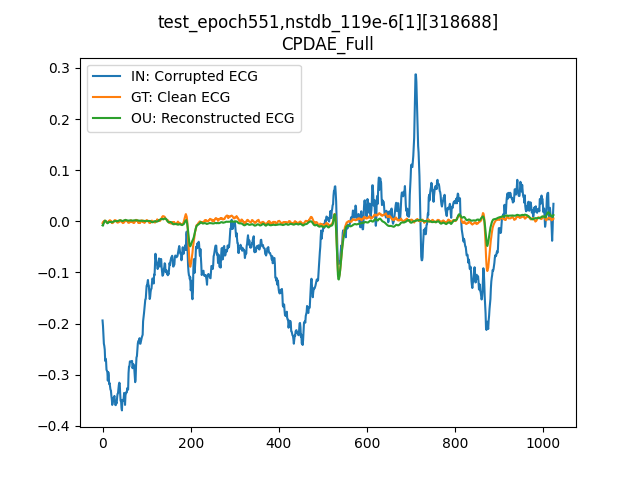 test_epoch551,nstdb_119e-6[1][318688]
CPDAE_Full
IN: Corrupted ECG
GT: Clean ECG
OU: Reconstructed ECG
0.3
0.2
0.1
0.0
−0.1
−0.2
−0.3
−0.4
0 200 400 600 800 1000